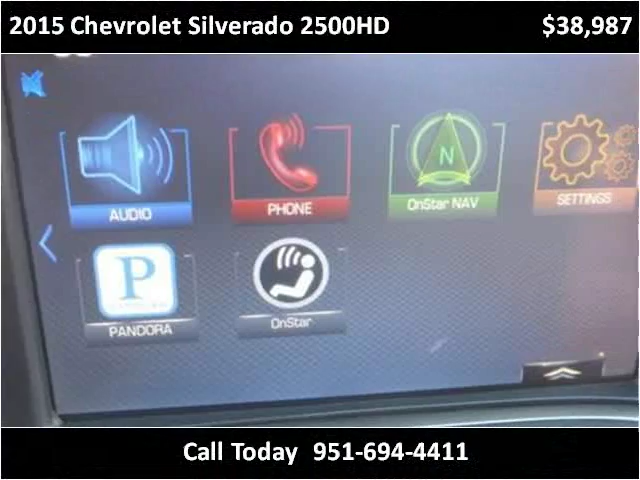 2015 Chevrolet Silverado 2500HD $38,987
AUDIO PHONE OnStar NAV SETTINGS
N
P
PANDORA OnStar
Call Today 951-694-4411